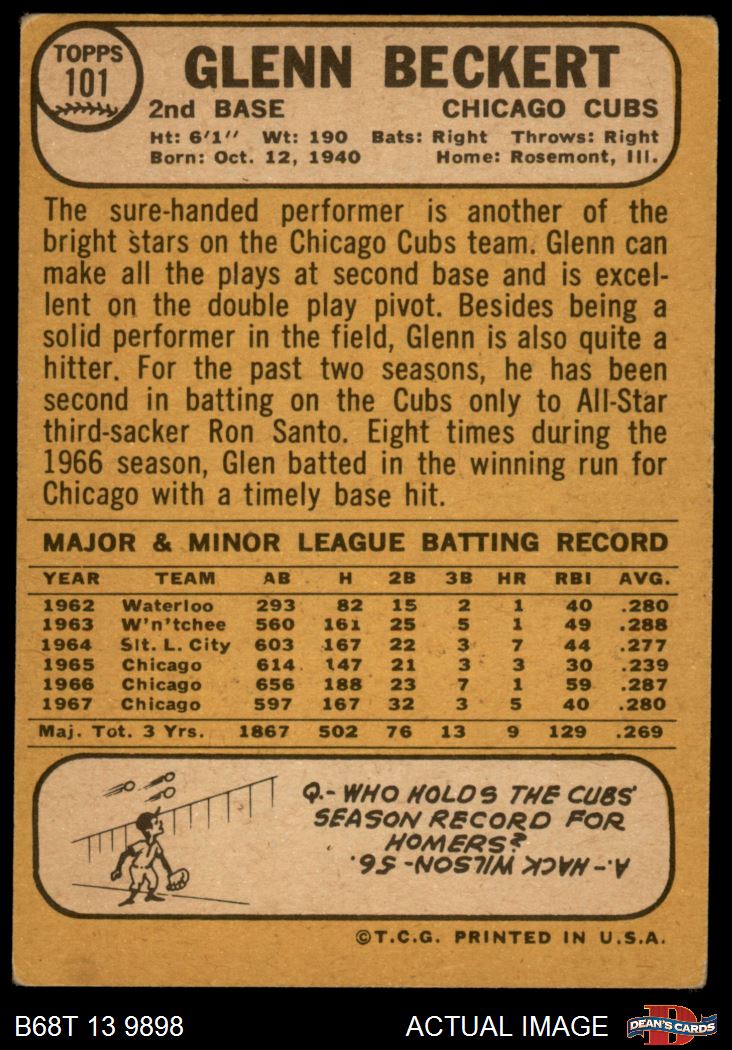 TOPPS
101
GLENN BECKERT
2nd BASE CHICAGO CUBS
Ht: 6'1" Wt: 190 Bats: Right Throws: Right
Born: Oct. 12, 1940 Home: Rosemont, Ill.
The sure-handed performer is another of the
bright stars on the Chicago Cubs team. Glenn can
make all the plays at second base and is excel-
lent on the double play pivot. Besides being a
solid performer in the field, Glenn is also quite a
hitter. For the past two seasons, he has been
second in batting on the Cubs only to All-Star
third-sacker Ron Santo. Eight times during the
1966 season, Glen batted in the winning run for
Chicago with a timely base hit.
MAJOR & MINOR LEAGUE BATTING RECORD
YEAR TEAM AB H 2B 3B HR RBI AVG.
1962 Waterloo 293 82 15 2 1 40 .280
1963 W'n'tchee 560 161 25 5 1 49 .288
1964 Slt. L. City 603 167 22 3 7 44 .277
1965 Chicago 614 147 21 3 3 30 .239
1966 Chicago 656 188 23 7 1 59 .287
1967 Chicago 597 167 32 3 5 40 .280
Maj. Tot. 3 Yrs. 1867 502 76 13 9 129 .269
Q.- WHO HOLDS THE CUBS'
SEASON RECORD FOR
HOMERS?
A.- HACK WILSON- 56.
©T.C.G. PRINTED IN U.S.A.
B68T 13 9898 ACTUAL IMAGE
D
DEAN'S CARDS